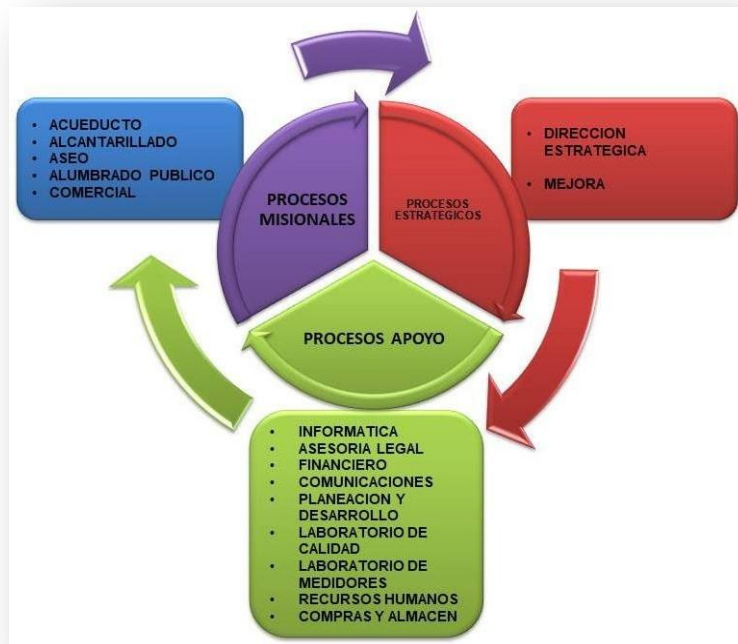 • ACUEDUCTO
• ALCANTARILLADO
• ASEO
• ALUMBRADO PUBLICO
• COMERCIAL
PROCESOS
MISIONALES
PROCESOS
ESTRATEGICOS
• DIRECCION
ESTRATEGICA
• MEJORA
PROCESOS APOYO
• INFORMATICA
• ASESORIA LEGAL
• FINANCIERO
• COMUNICACIONES
• PLANEACION Y
DESARROLLO
• LABORATORIO DE
CALIDAD
• LABORATORIO DE
MEDIDORES
• RECURSOS HUMANOS
• COMPRAS Y ALMACEN